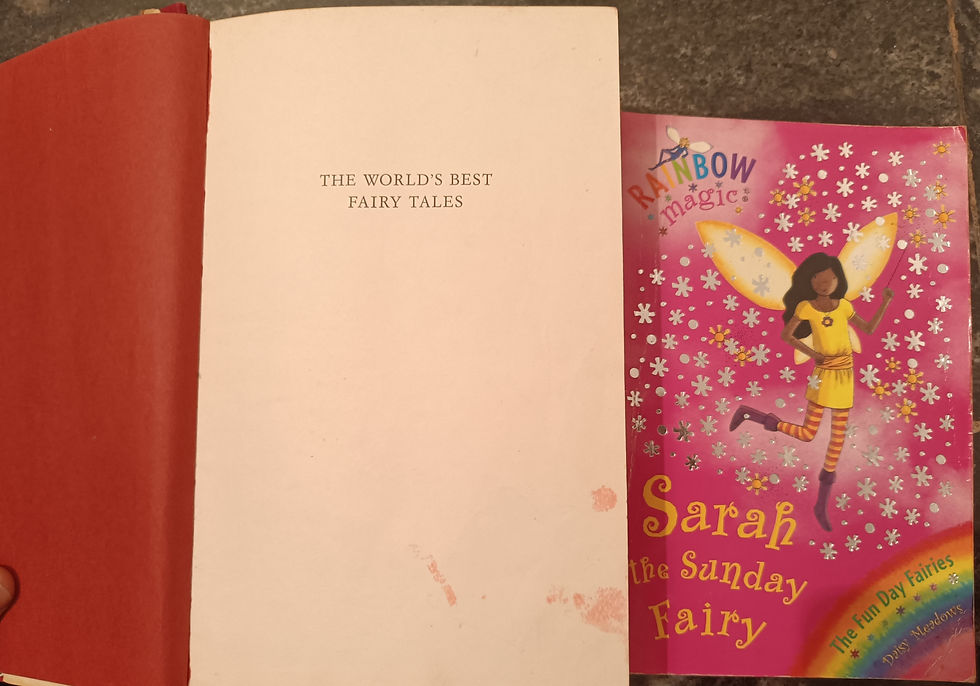 THE WORLD'S BEST
FAIRY TALES
RAINBOW
magic
Sarah
the Sunday
Fairy
The Fun Day Fairies
Daisy Meadows